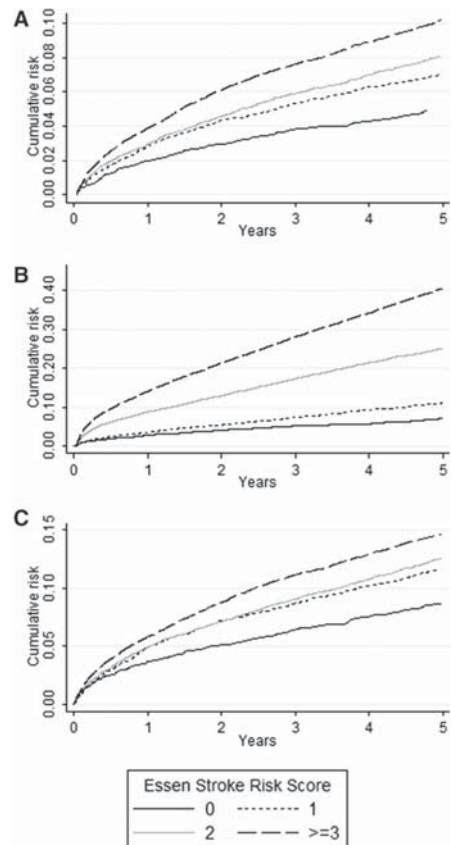 A
Cumulative risk
0.00 0.02 0.04 0.06 0.08 0.10
0 1 2 3 4 5
Years
B
Cumulative risk
0.00 0.10 0.20 0.30 0.40
0 1 2 3 4 5
Years
C
Cumulative risk
0.00 0.05 0.10 0.15
0 1 2 3 4 5
Years
Essen Stroke Risk Score
0 1
2 >=3